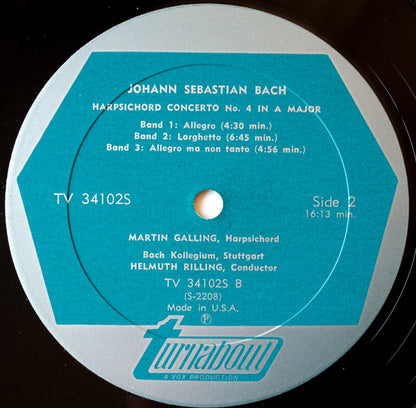 JOHANN SEBASTIAN BACH
HARPSICHORD CONCERTO No. 4 IN A MAJOR
Band 1: Allegro (4:30 min.)
Band 2: Larghetto (6:45 min.)
Band 3: Allegro ma non tanto (4:56 min.)
TV 34102S
Side 2
16:13 min.
MARTIN GALLING, Harpsichord
Bach Kollegium, Stuttgart
HELMUTH RILLING, Conductor
TV 34102S B
(S-2208)
Made in U.S.A.
Ⓟ
turnabout
A VOX PRODUCTION